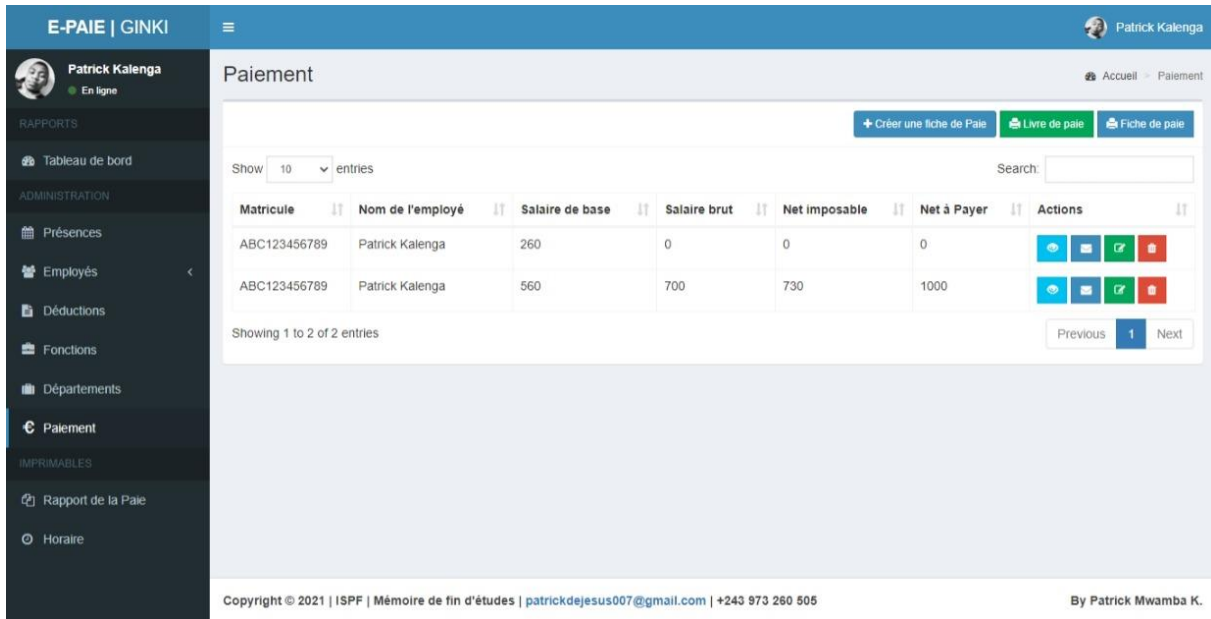 E-PAIE | GINKI
Patrick Kalenga
Patrick Kalenga
En ligne
Paiement
Accueil > Paiement
RAPPORTS
Tableau de bord
ADMINISTRATION
Présences
Employés
Déductions
Fonctions
Départements
Paiement
IMPRIMABLES
Rapport de la Paie
Horaire
+ Créer une fiche de Paie Livre de paie Fiche de paie
Show 10 entries Search:
Matricule Nom de l'employé Salaire de base Salaire brut Net imposable Net à Payer Actions
ABC123456789 Patrick Kalenga 260 0 0 0
ABC123456789 Patrick Kalenga 560 700 730 1000
Showing 1 to 2 of 2 entries Previous 1 Next
Copyright © 2021 | ISPF | Mémoire de fin d'études | patrickdejesus007@gmail.com | +243 973 260 505 By Patrick Mwamba K.